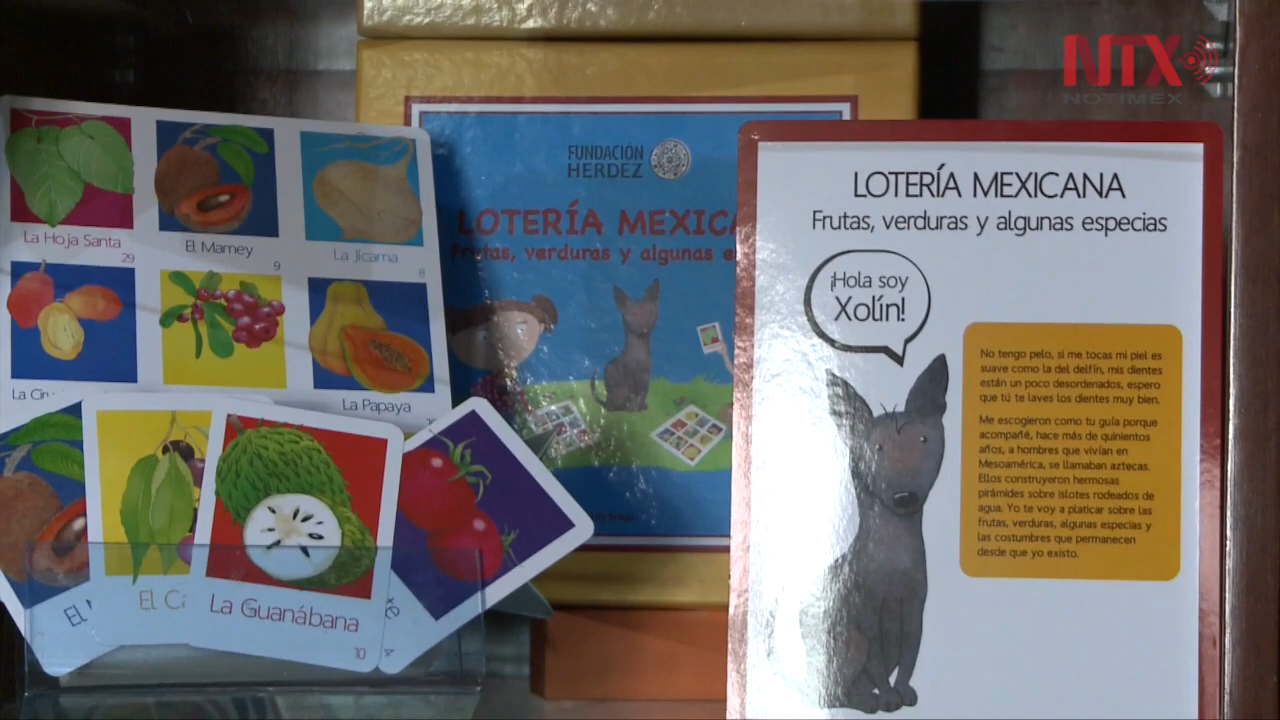 NTX
NOTIMEX
La Hoja Santa
29
El Mamey
9
La Jícama
8
La Papaya
El
La Guanábana
10
FUNDACIÓN
HERDEZ
LOTERÍA
Frutas, verduras y algunas
LOTERÍA MEXICANA
Frutas, verduras y algunas especias
¡Hola soy
Xolín!
No tengo pelo, si me tocas mi piel es
suave como la del delfín, mis dientes
están un poco desordenados, espero
que tú te laves los dientes muy bien.
Me escogieron como tu guía porque
acompañé, hace más de quinientos
años, a hombres que vivían en
Mesoamérica, se llamaban aztecas.
Ellos construyeron hermosas
pirámides sobre islotes rodeados de
agua. Yo te voy a platicar sobre las
frutas, verduras, algunas especias y
las costumbres que permanecen
desde que yo existo.